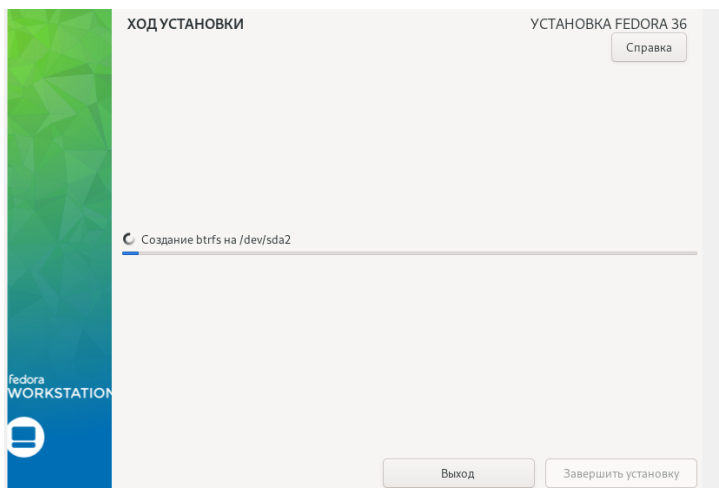 ХОД УСТАНОВКИ
УСТАНОВКА FEDORA 36
Справка
Создание btrfs на /dev/sda2
fedora
WORKSTATION
Выход
Завершить установку